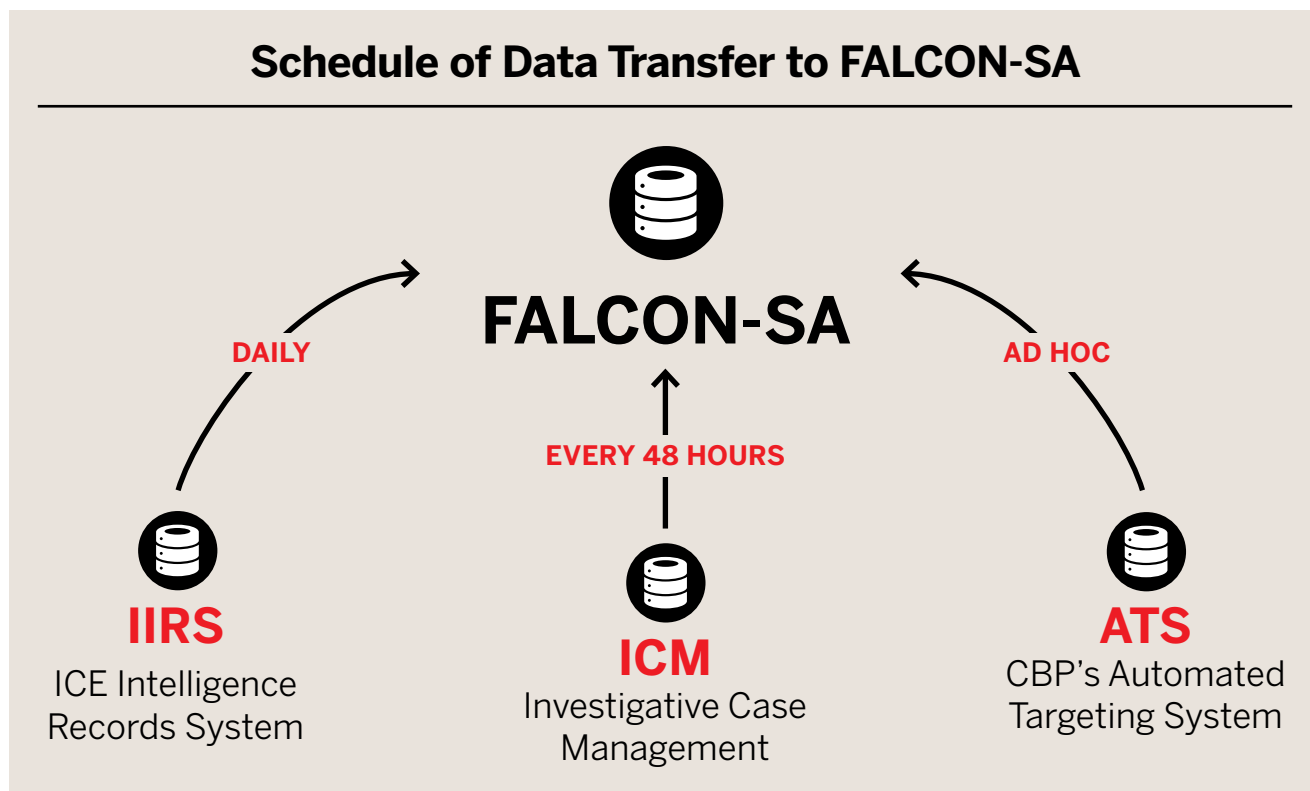 Schedule of Data Transfer to FALCON-SA
FALCON-SA
DAILY
AD HOC
EVERY 48 HOURS
IIRS
ICE Intelligence
Records System
ICM
Investigative Case
Management
ATS
CBP’s Automated
Targeting System